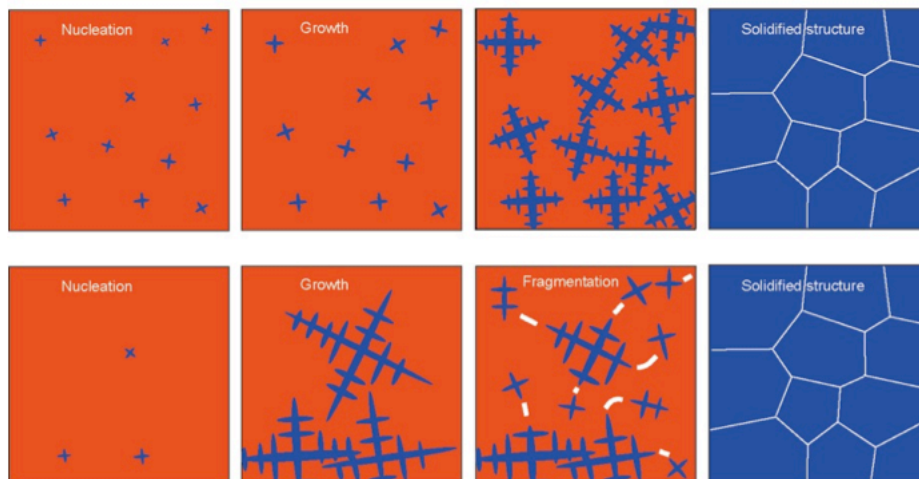 Nucleation
Growth
Solidified structure
Nucleation
Growth
Fragmentation
Solidified structure